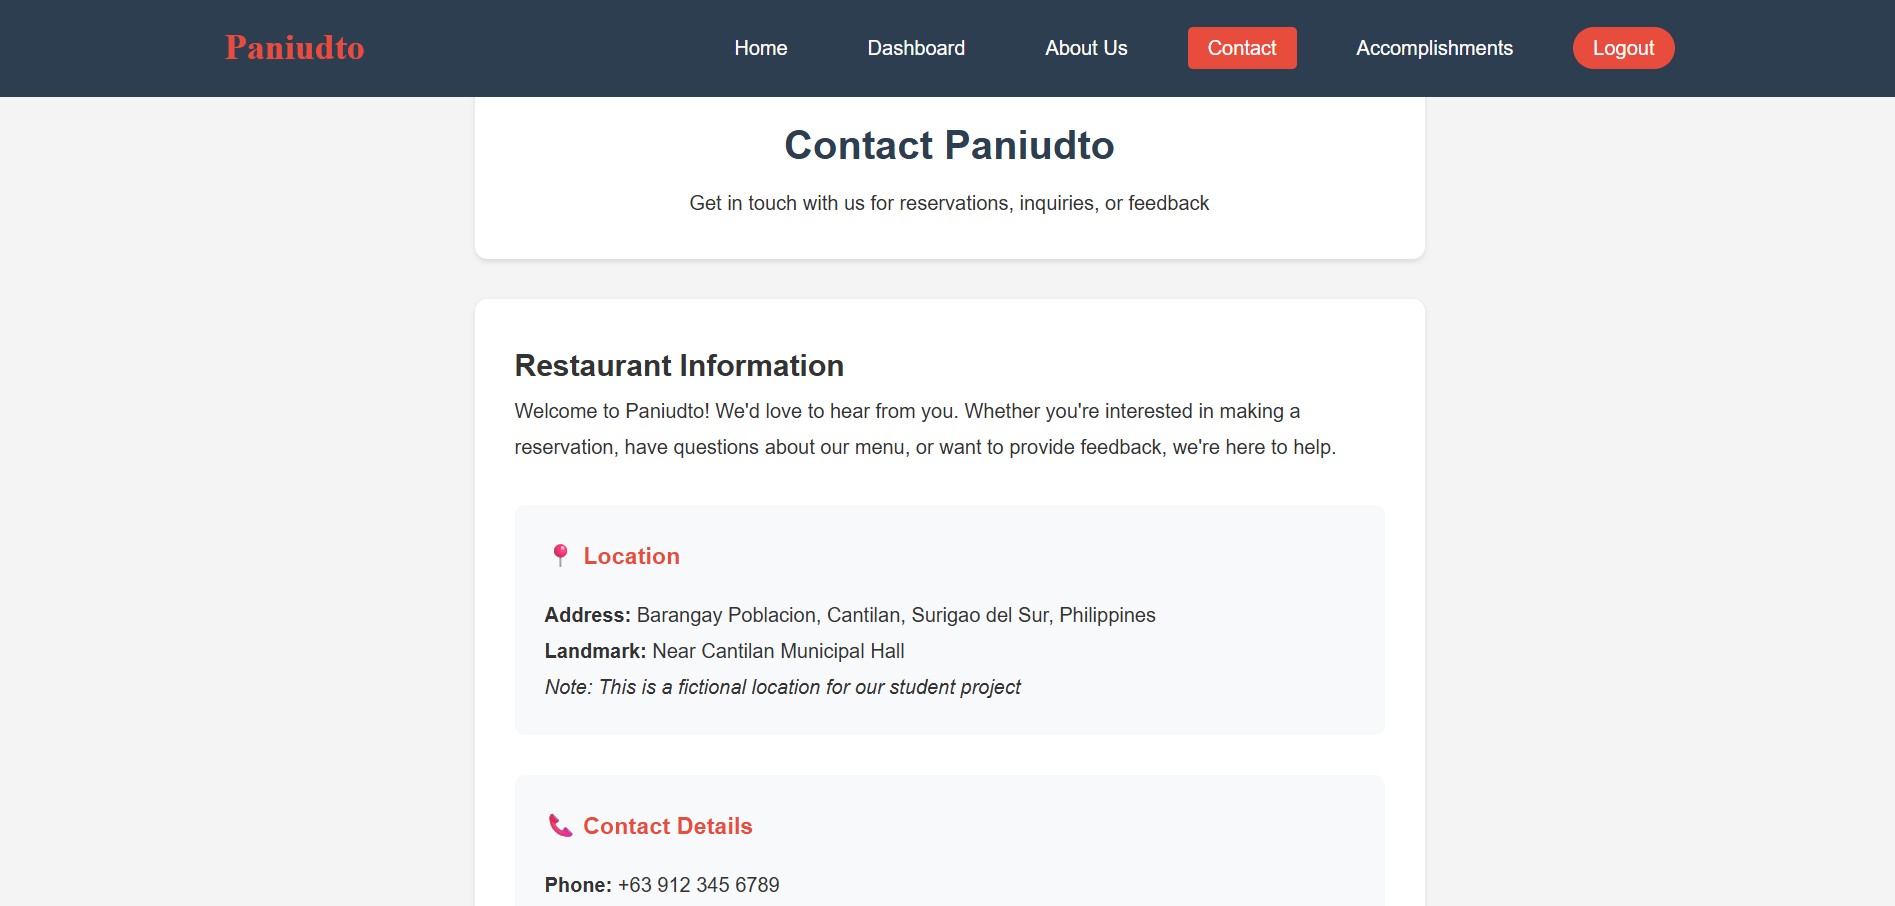 Paniudto
Home
Dashboard
About Us
Contact
Accomplishments
Logout
Contact Paniudto
Get in touch with us for reservations, inquiries, or feedback
Restaurant Information
Welcome to Paniudto! We'd love to hear from you. Whether you're interested in making a
reservation, have questions about our menu, or want to provide feedback, we're here to help.
Location
Address: Barangay Poblacion, Cantilan, Surigao del Sur, Philippines
Landmark: Near Cantilan Municipal Hall
Note: This is a fictional location for our student project
Contact Details
Phone: +63 912 345 6789